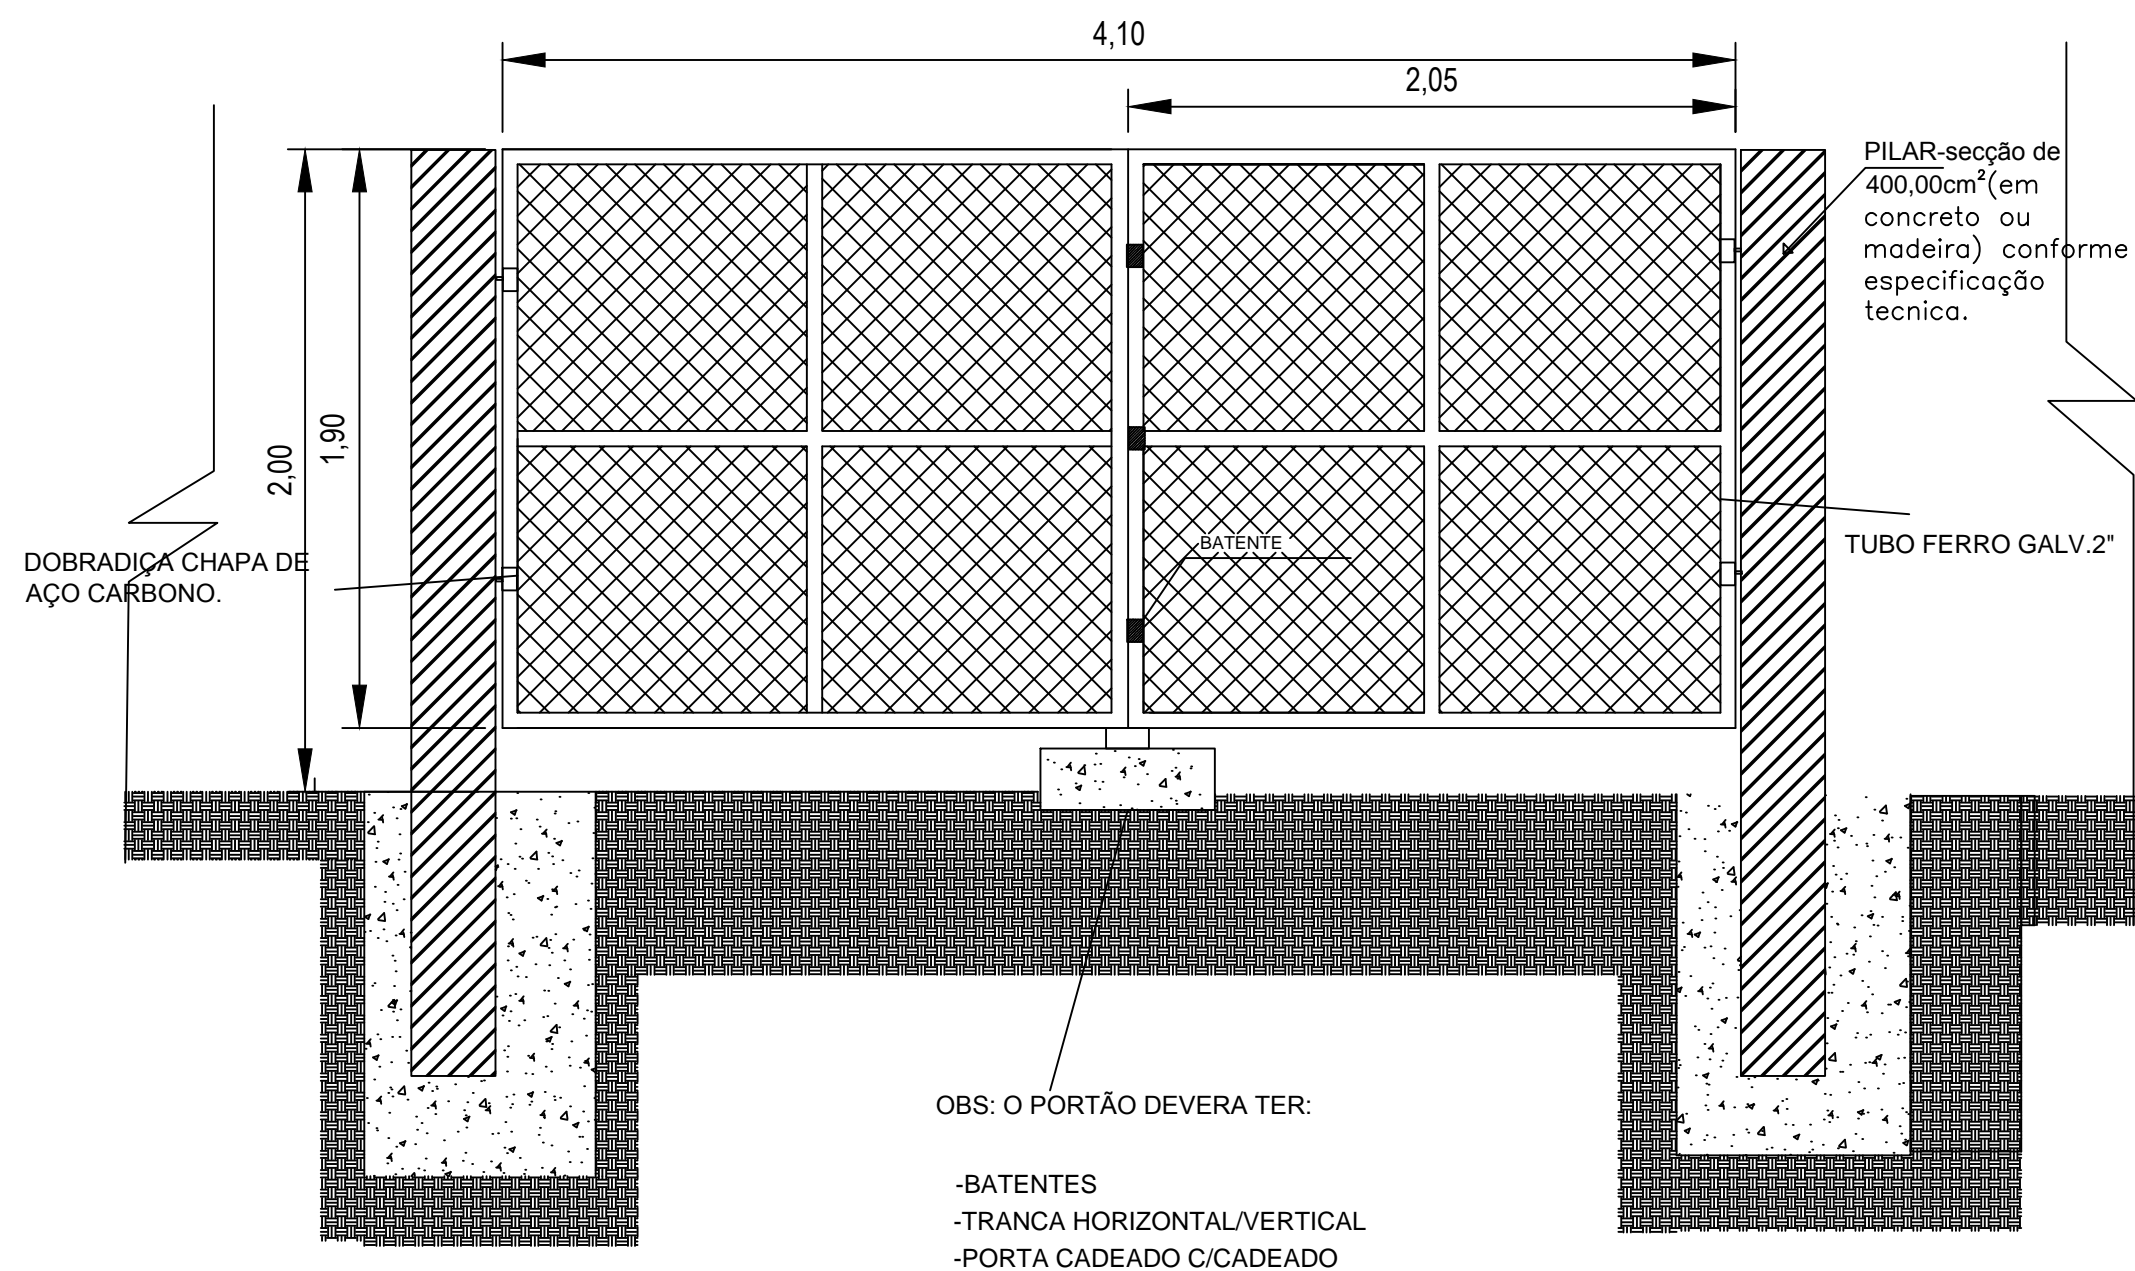 4,10
2,05
PILAR-secção de
400,00cm²(em
concreto ou
madeira) conforme
especificação
tecnica.
2,00
1,90
DOBRADIÇA CHAPA DE
AÇO CARBONO.
BATENTE
TUBO FERRO GALV.2"
OBS: O PORTÃO DEVERA TER:
-BATENTES
-TRANCA HORIZONTAL/VERTICAL
-PORTA CADEADO C/CADEADO